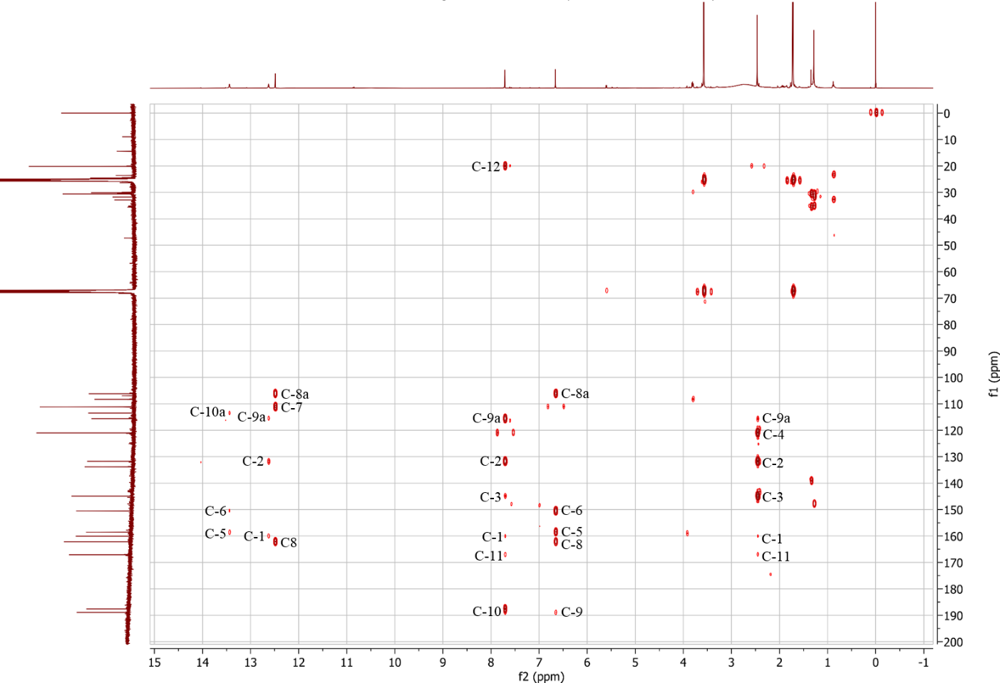 C-12
C-8a C-8a
C-7
C-10a C-9a C-9a C-9a
C-4
C-2 C-2 C-2
C-3 C-3
C-6 C-6
C-5 C-1 C-5 C-1 C-1
C8 C-8
C-11 C-11
C-10 C-9
0
10
20
30
40
50
60
70
80
90
100
110
120
130
140
150
160
170
180
190
200
f1 (ppm)
15 14 13 12 11 10 9 8 7 6 5 4 3 2 1 0 -1
f2 (ppm)